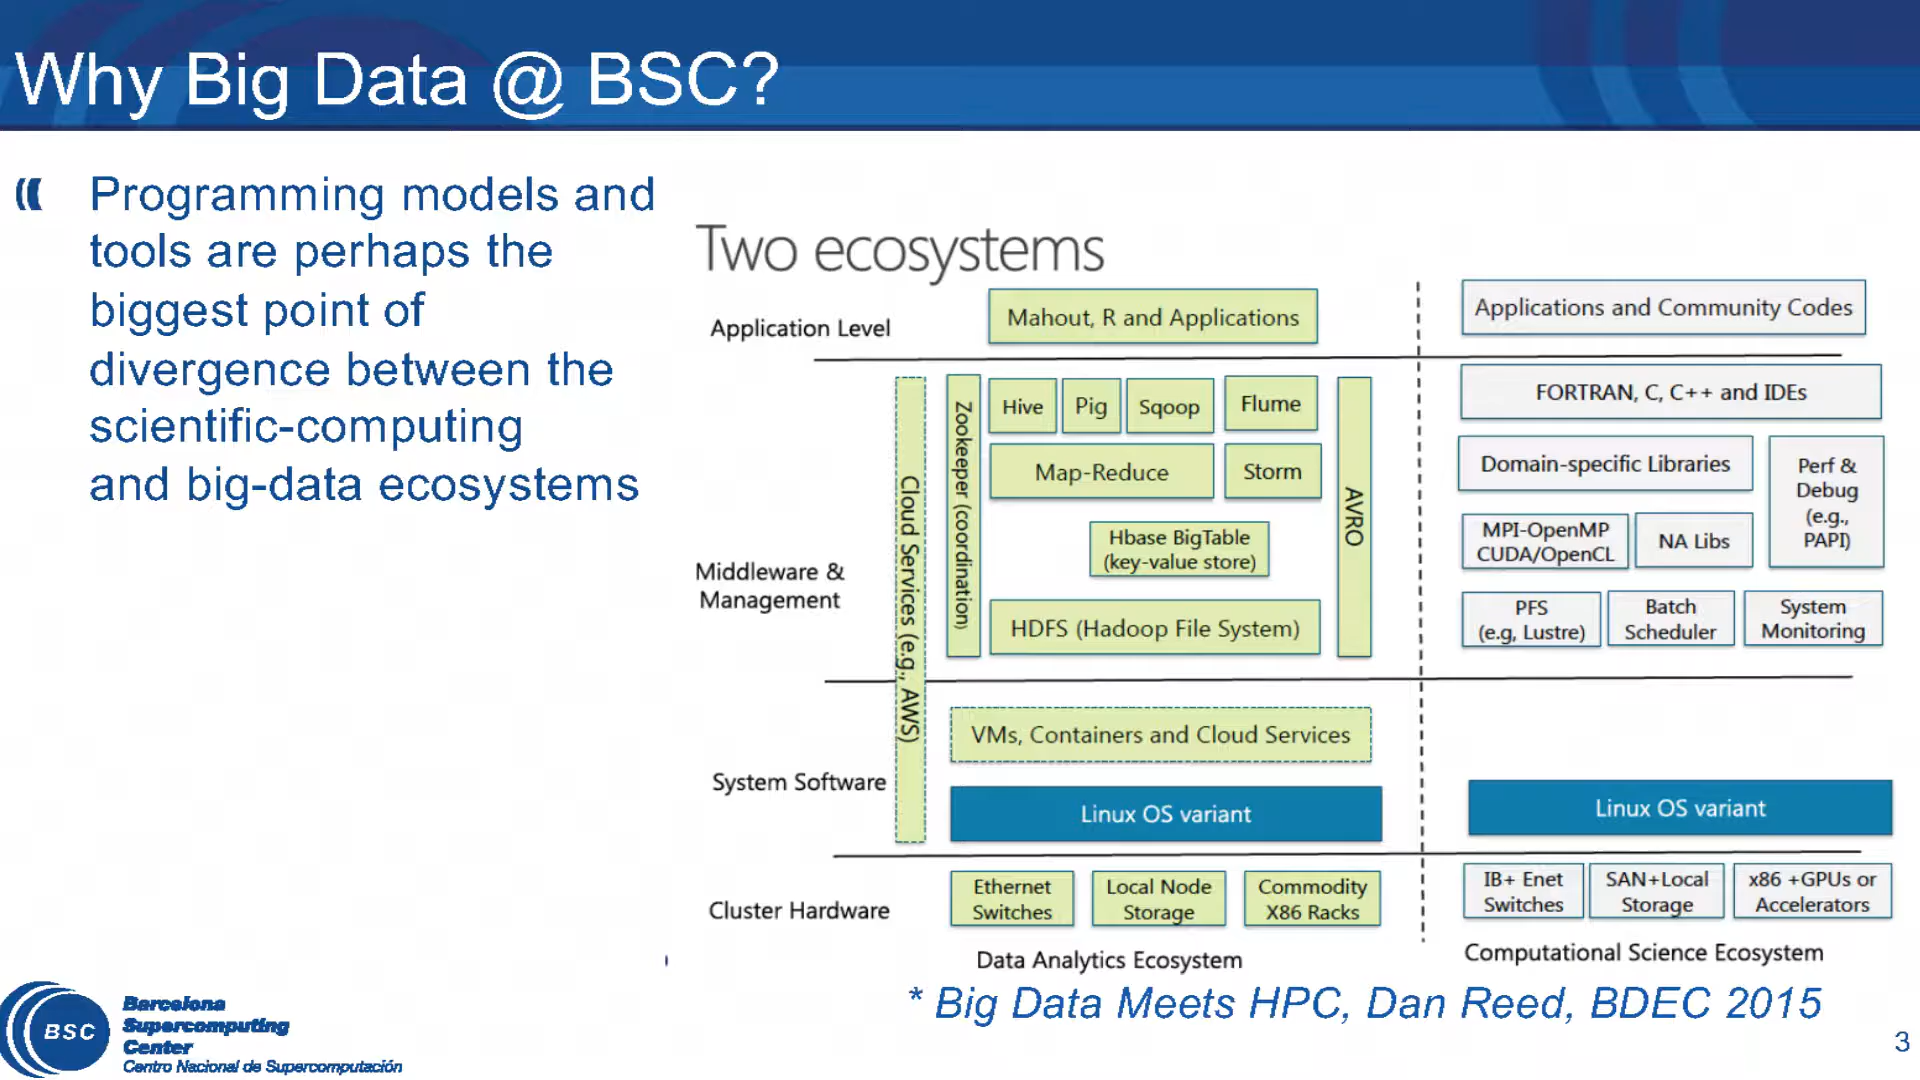 Why Big Data @ BSC?
Programming models and
tools are perhaps the
biggest point of
divergence between the
scientific-computing
and big-data ecosystems
Two ecosystems
Application Level
Mahout, R and Applications
Applications and Community Codes
Middleware &
Management
Cloud Services (e.g., AWS)
Zookeeper (coordination)
Hive
Pig
Sqoop
Flume
Map-Reduce
Storm
Hbase BigTable
(key-value store)
HDFS (Hadoop File System)
AVRO
FORTRAN, C, C++ and IDEs
Domain-specific Libraries
Perf &
Debug
(e.g.,
PAPI)
MPI-OpenMP
CUDA/OpenCL
NA Libs
PFS
(e.g, Lustre)
Batch
Scheduler
System
Monitoring
System Software
VMs, Containers and Cloud Services
Linux OS variant
Linux OS variant
Cluster Hardware
Ethernet
Switches
Local Node
Storage
Commodity
X86 Racks
IB+ Enet
Switches
SAN+Local
Storage
x86 +GPUs or
Accelerators
Data Analytics Ecosystem
Computational Science Ecosystem
* Big Data Meets HPC, Dan Reed, BDEC 2015
BSC
Barcelona
Supercomputing
Center
Centro Nacional de Supercomputación
3